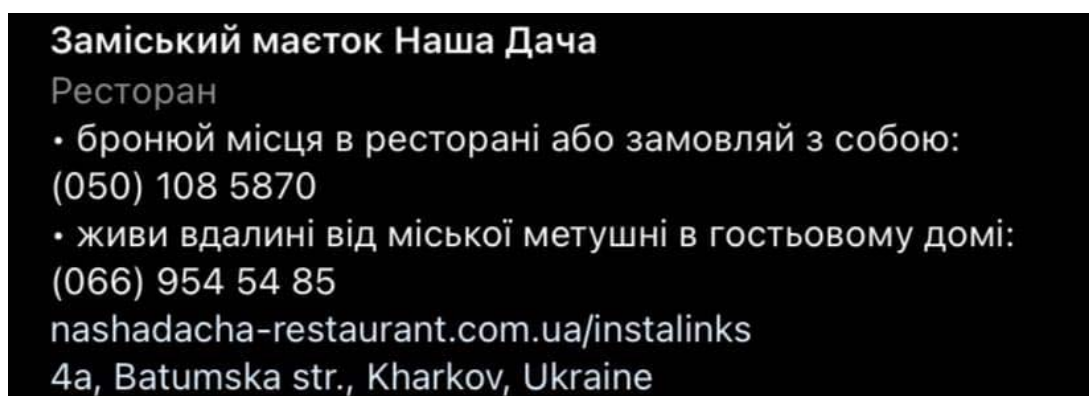 Заміський маєток Наша Дача
Ресторан
• бронюй місця в ресторані або замовляй з собою:
(050) 108 5870
• живи вдалині від міської метушні в гостьовому домі:
(066) 954 54 85
nashadacha-restaurant.com.ua/instalinks
4a, Batumska str., Kharkov, Ukraine